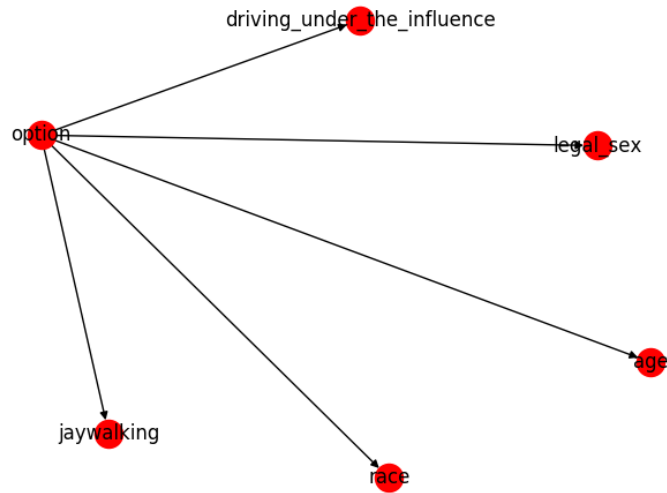 driving_under_the_influence
option
legal_sex
age
jaywalking
race